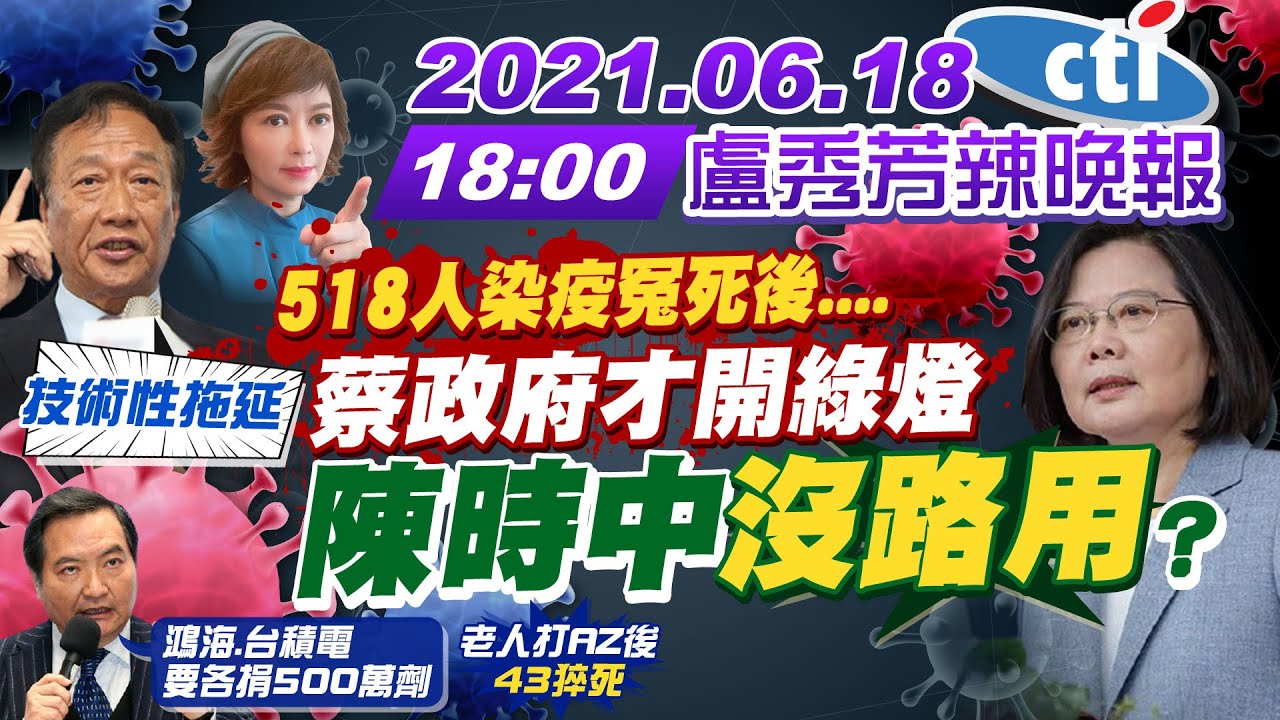 2021.06.18
cti
18:00
盧秀芳辣晚報
518人染疫冤死後....
技術性拖延
蔡政府才開綠燈
陳時中沒路用?
鴻海.台積電
要各捐500萬劑
老人打AZ後
43猝死